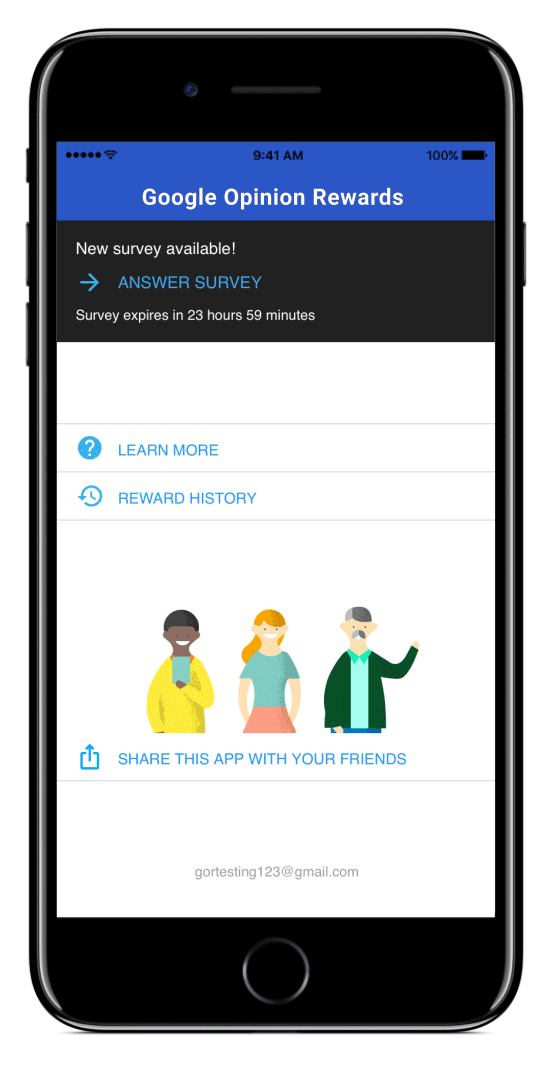 9:41 AM
100%
Google Opinion Rewards
New survey available!
ANSWER SURVEY
Survey expires in 23 hours 59 minutes
LEARN MORE
REWARD HISTORY
SHARE THIS APP WITH YOUR FRIENDS
gortesting123@gmail.com